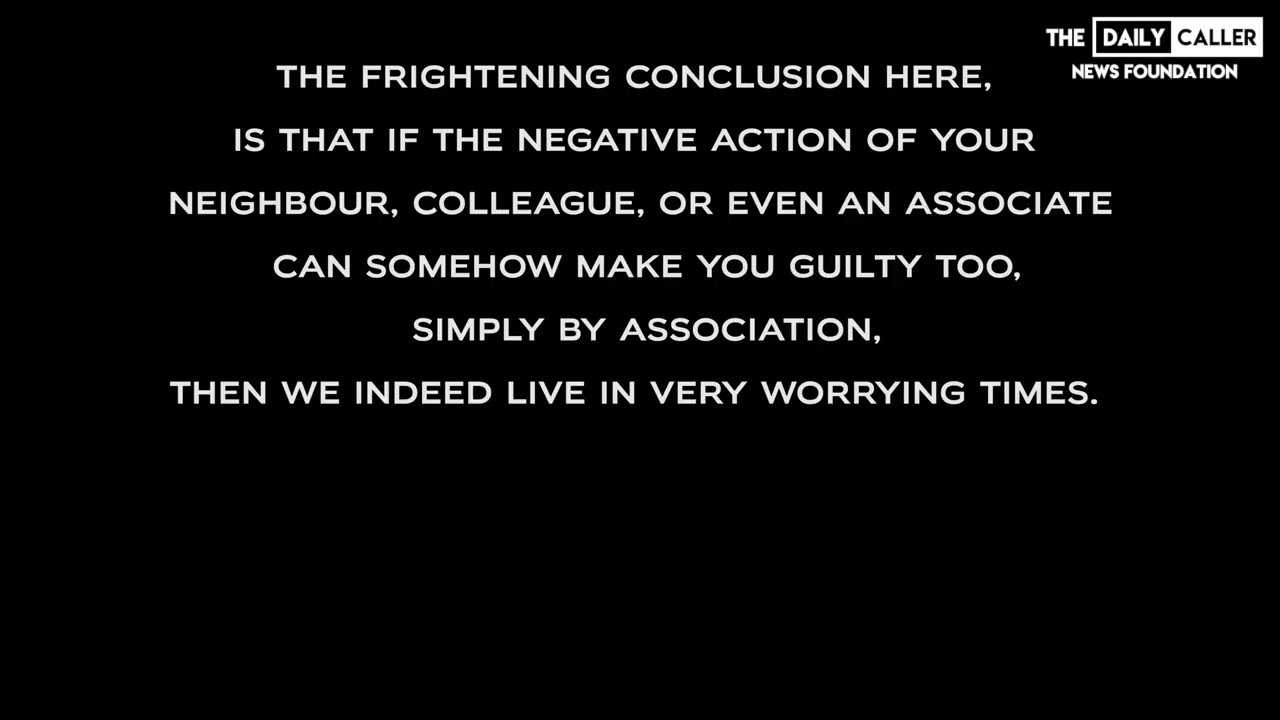 THE DAILY CALLER
NEWS FOUNDATION
THE FRIGHTENING CONCLUSION HERE,
IS THAT IF THE NEGATIVE ACTION OF YOUR
NEIGHBOUR, COLLEAGUE, OR EVEN AN ASSOCIATE
CAN SOMEHOW MAKE YOU GUILTY TOO,
SIMPLY BY ASSOCIATION,
THEN WE INDEED LIVE IN VERY WORRYING TIMES.